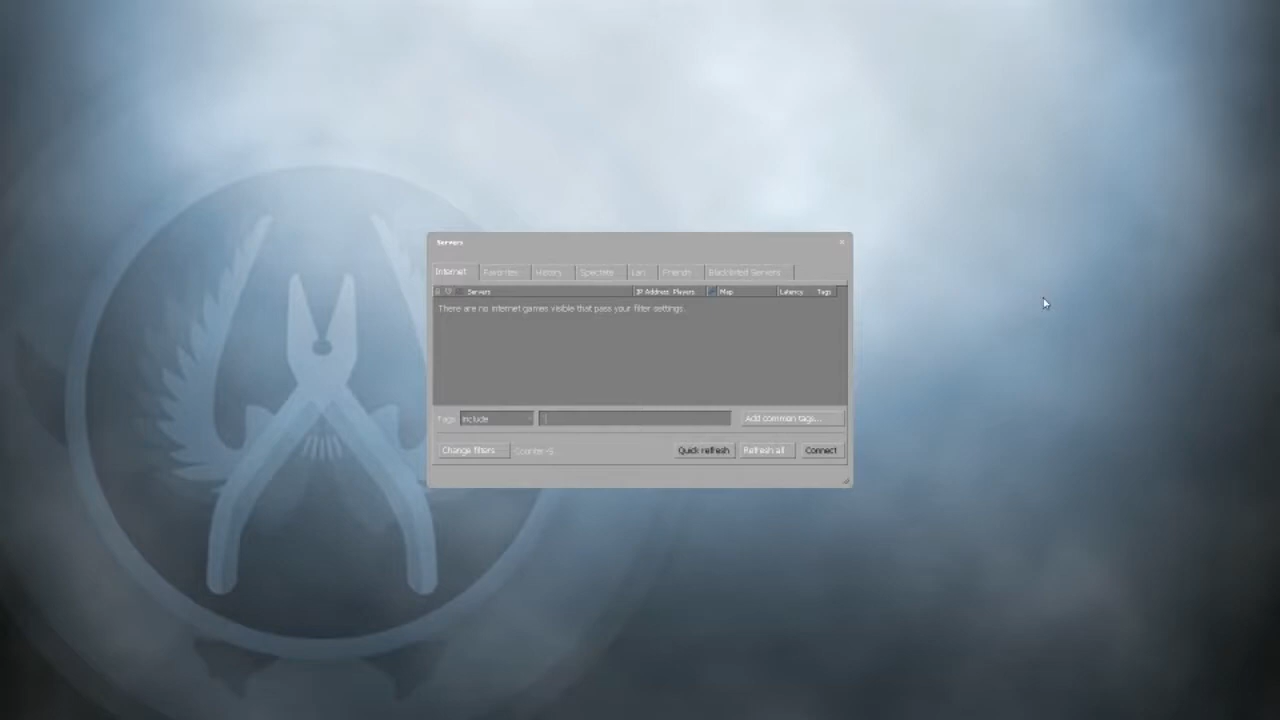 Servers
Internet Favorites History Spectate Lan Friends Blacklisted Servers
Servers IP Address Players Map Latency Tags
There are no internet games visible that pass your filter settings.
Tags include Add common tags...
Change filters Counter-S... Quick refresh Refresh all Connect